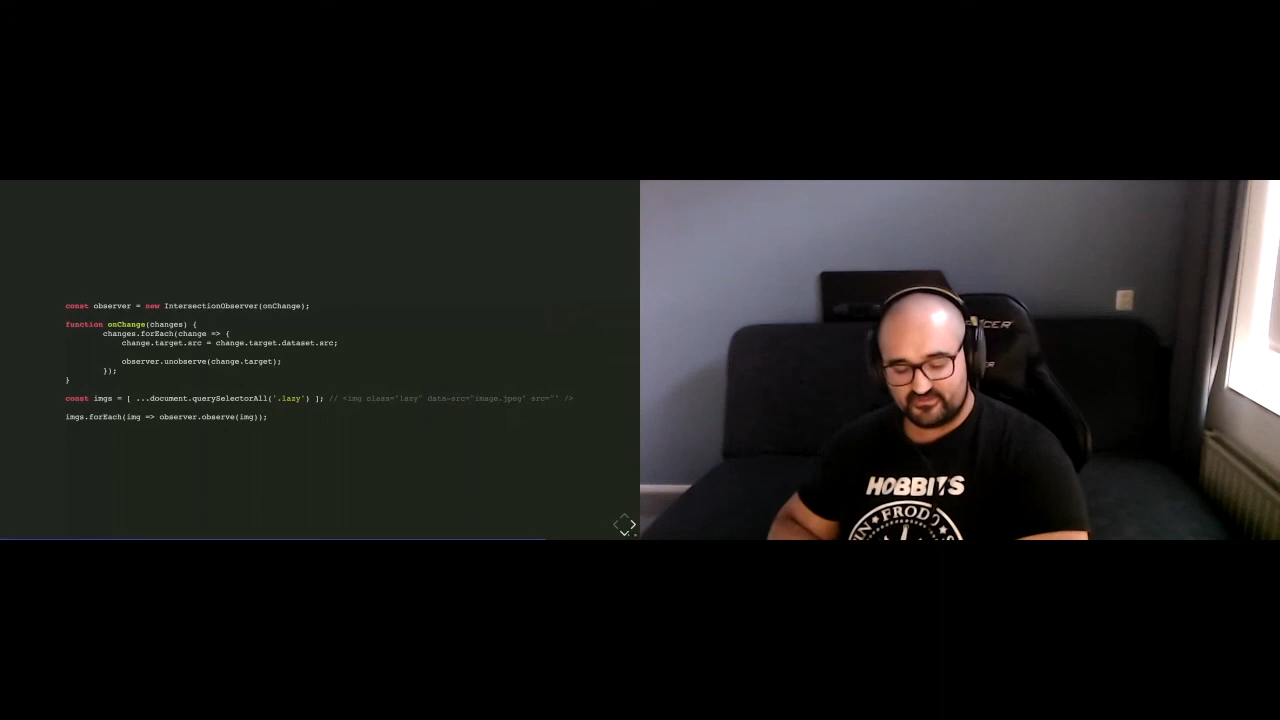 const observer = new IntersectionObserver(onChange);
function onChange(changes) {
changes.forEach(change => {
change.target.src = change.target.dataset.src;
observer.unobserve(change.target);
});
}
const imgs = [ ...document.querySelectorAll('.lazy') ]; // <img class="lazy" data-src="image.jpeg" src="" />
imgs.forEach(img => observer.observe(img));
HOBBITS
FRODO